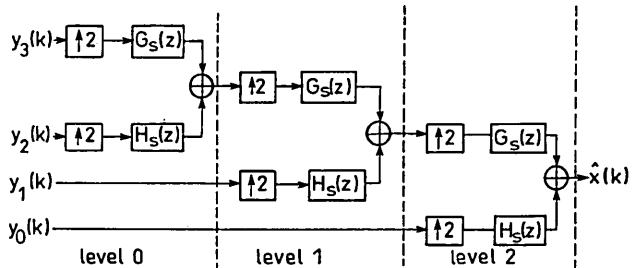 y₃(k) ↑2 Gₛ(z)
↑2 Gₛ(z)
y₂(k) ↑2 Hₛ(z)
↑2 Gₛ(z)
y₁(k) ↑2 Hₛ(z)
x̂(k)
y₀(k) ↑2 Hₛ(z)
level 0 level 1 level 2